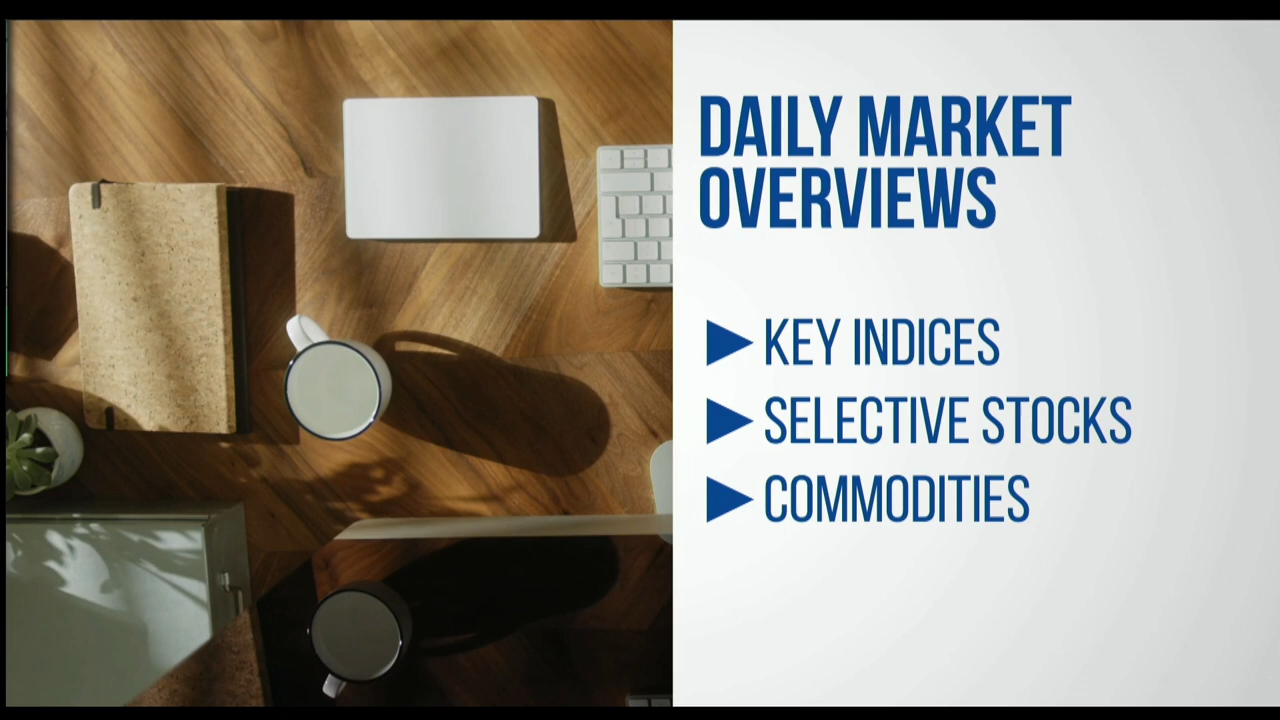 DAILY MARKET
OVERVIEWS
KEY INDICES
SELECTIVE STOCKS
COMMODITIES